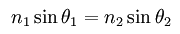 n₁ sin θ₁ = n₂ sin θ₂